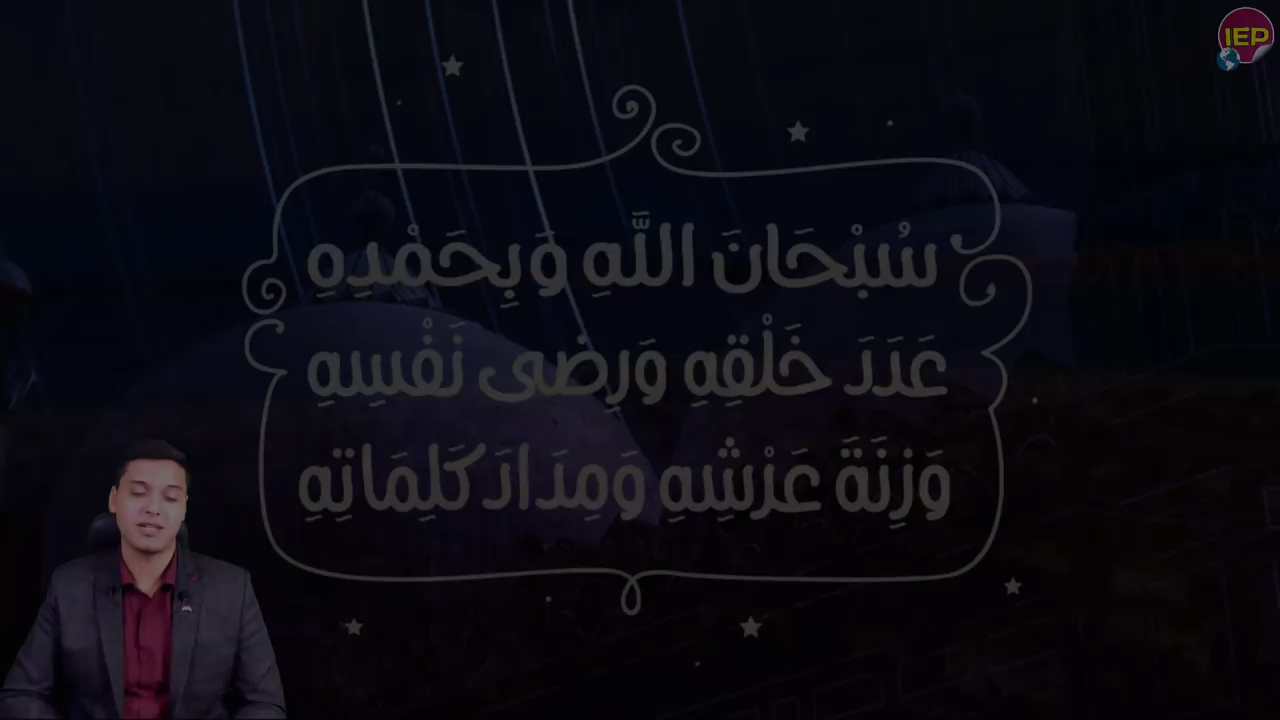 IEP
سُبْحَانَ اللَّهِ وَبِحَمْدِهِ
عَدَدَ خَلْقِهِ وَرِضَى نَفْسِهِ
وَزِنَةَ عَرْشِهِ وَمِدَادَ كَلِمَاتِهِ